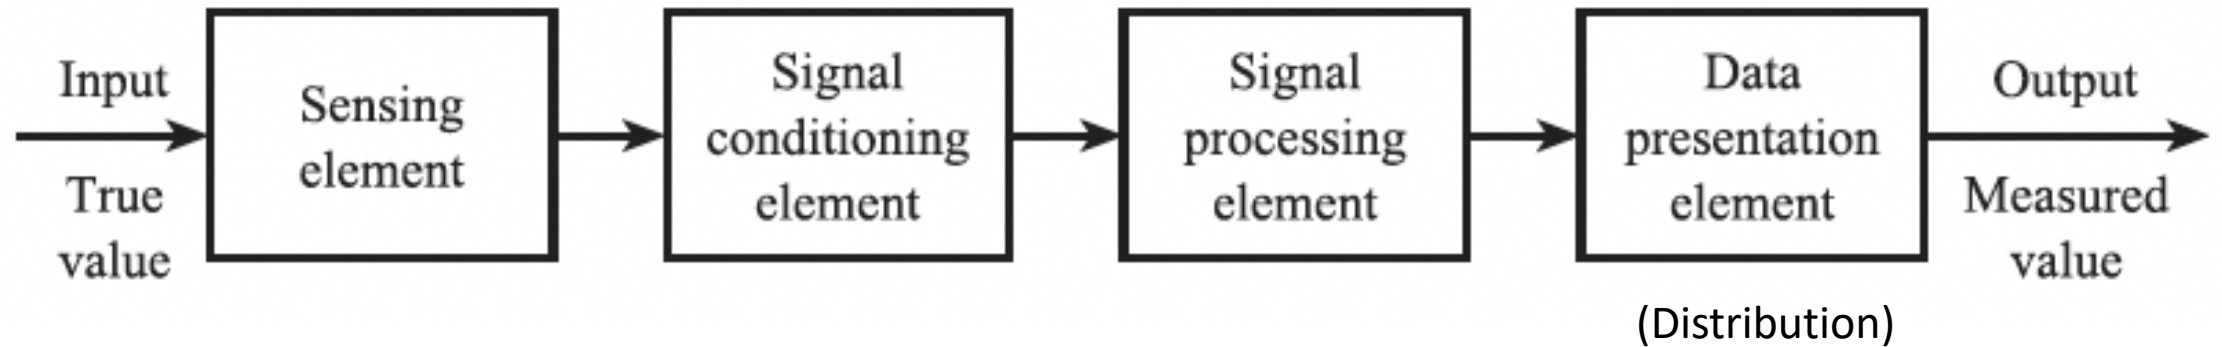 Input
True
value
Sensing
element
Signal
conditioning
element
Signal
processing
element
Data
presentation
element
(Distribution)
Output
Measured
value